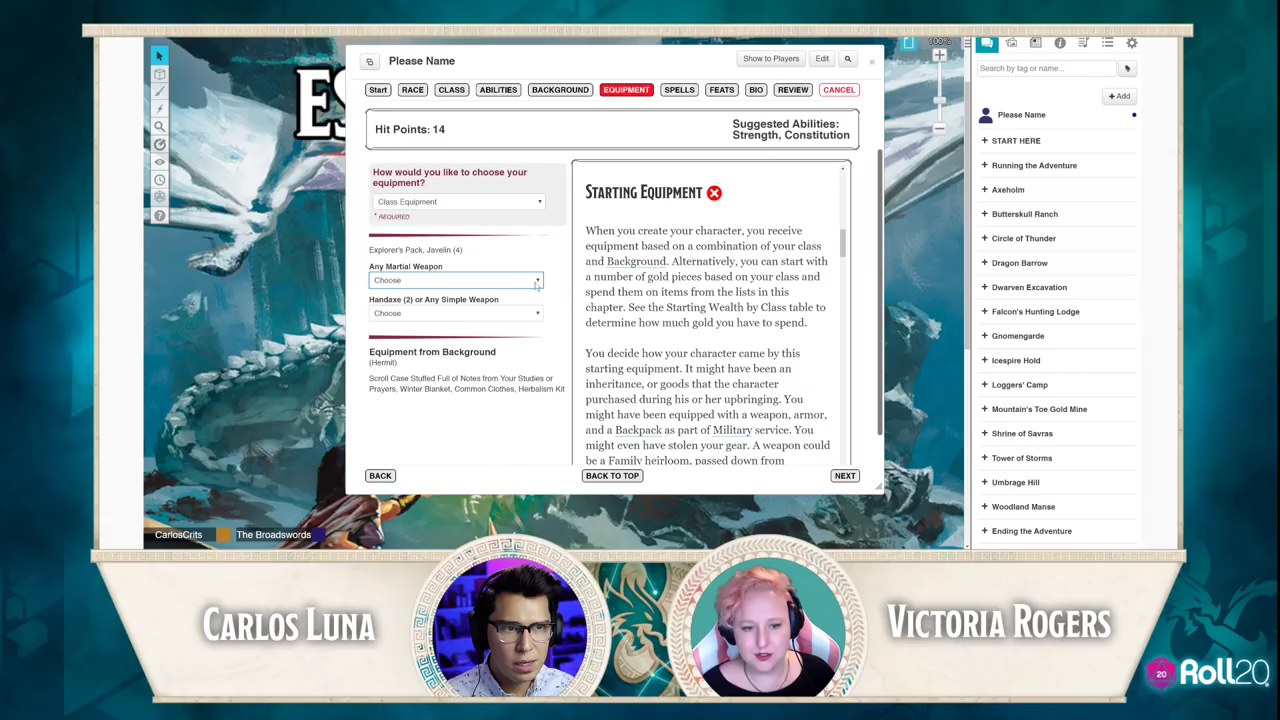 ES
Please Name
Show to Players
Edit
Start
RACE
CLASS
ABILITIES
BACKGROUND
EQUIPMENT
SPELLS
FEATS
BIO
REVIEW
CANCEL
Hit Points: 14
Suggested Abilities:
Strength, Constitution
How would you like to choose your
equipment?
Class Equipment
* REQUIRED
Explorer's Pack, Javelin (4)
Any Martial Weapon
Choose
Handaxe (2) or Any Simple Weapon
Choose
Equipment from Background
(Hermit)
Scroll Case Stuffed Full of Notes from Your Studies or
Prayers, Winter Blanket, Common Clothes, Herbalism Kit
STARTING EQUIPMENT
When you create your character, you receive
equipment based on a combination of your class
and Background. Alternatively, you can start with
a number of gold pieces based on your class and
spend them on items from the lists in this
chapter. See the Starting Wealth by Class table to
determine how much gold you have to spend.
You decide how your character came by this
starting equipment. It might have been an
inheritance, or goods that the character
purchased during his or her upbringing. You
might have been equipped with a weapon, armor,
and a Backpack as part of Military service. You
might even have stolen your gear. A weapon could
be a Family heirloom, passed down from
BACK
BACK TO TOP
NEXT
100%
Search by tag or name...
+ Add
Please Name
+ START HERE
+ Running the Adventure
+ Axeholm
+ Butterskull Ranch
+ Circle of Thunder
+ Dragon Barrow
+ Dwarven Excavation
+ Falcon's Hunting Lodge
+ Gnomengarde
+ Icespire Hold
+ Loggers' Camp
+ Mountain's Toe Gold Mine
+ Shrine of Savras
+ Tower of Storms
+ Umbrage Hill
+ Woodland Manse
+ Ending the Adventure
CarlosCrits
The Broadswords
CARLOS LUNA
VICTORIA ROGERS
20
Roll20